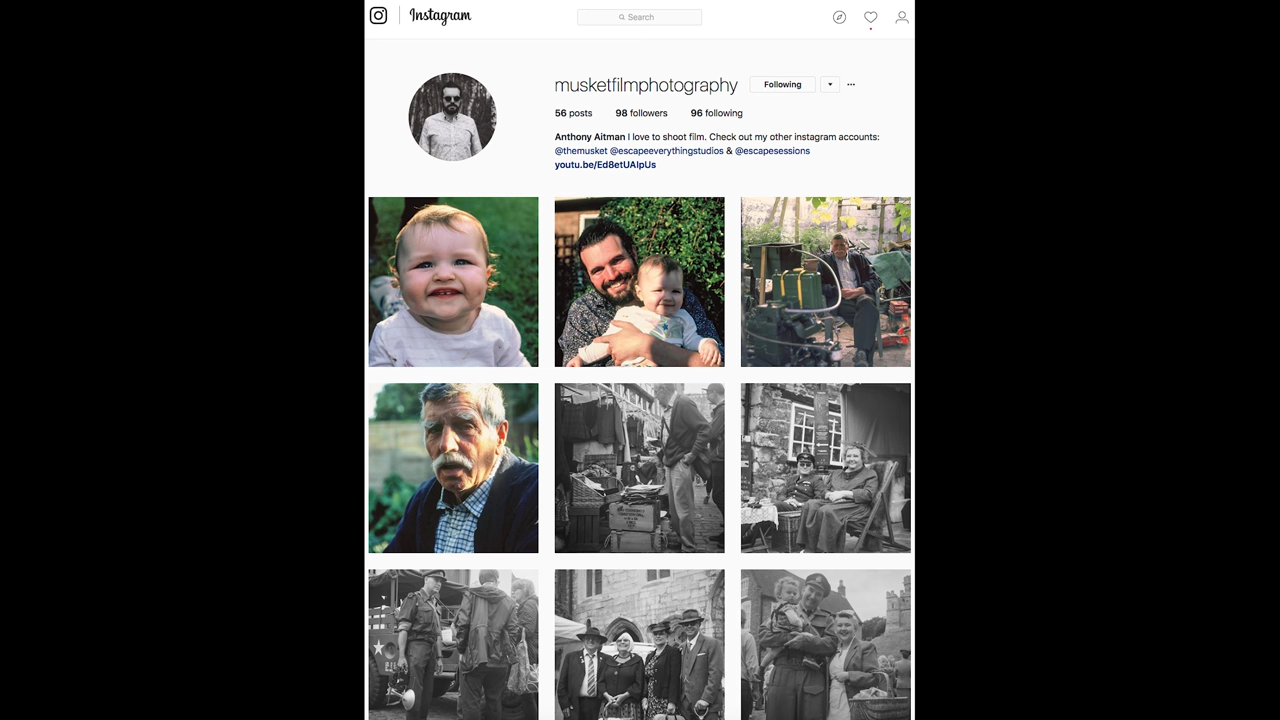 Instagram
Search
musketfilmphotography Following
56 posts 98 followers 96 following
Anthony Aitman I love to shoot film. Check out my other instagram accounts:
@themusket @escapeeverythingstudios & @escapesessions
youtu.be/Ed8etUAlpUs